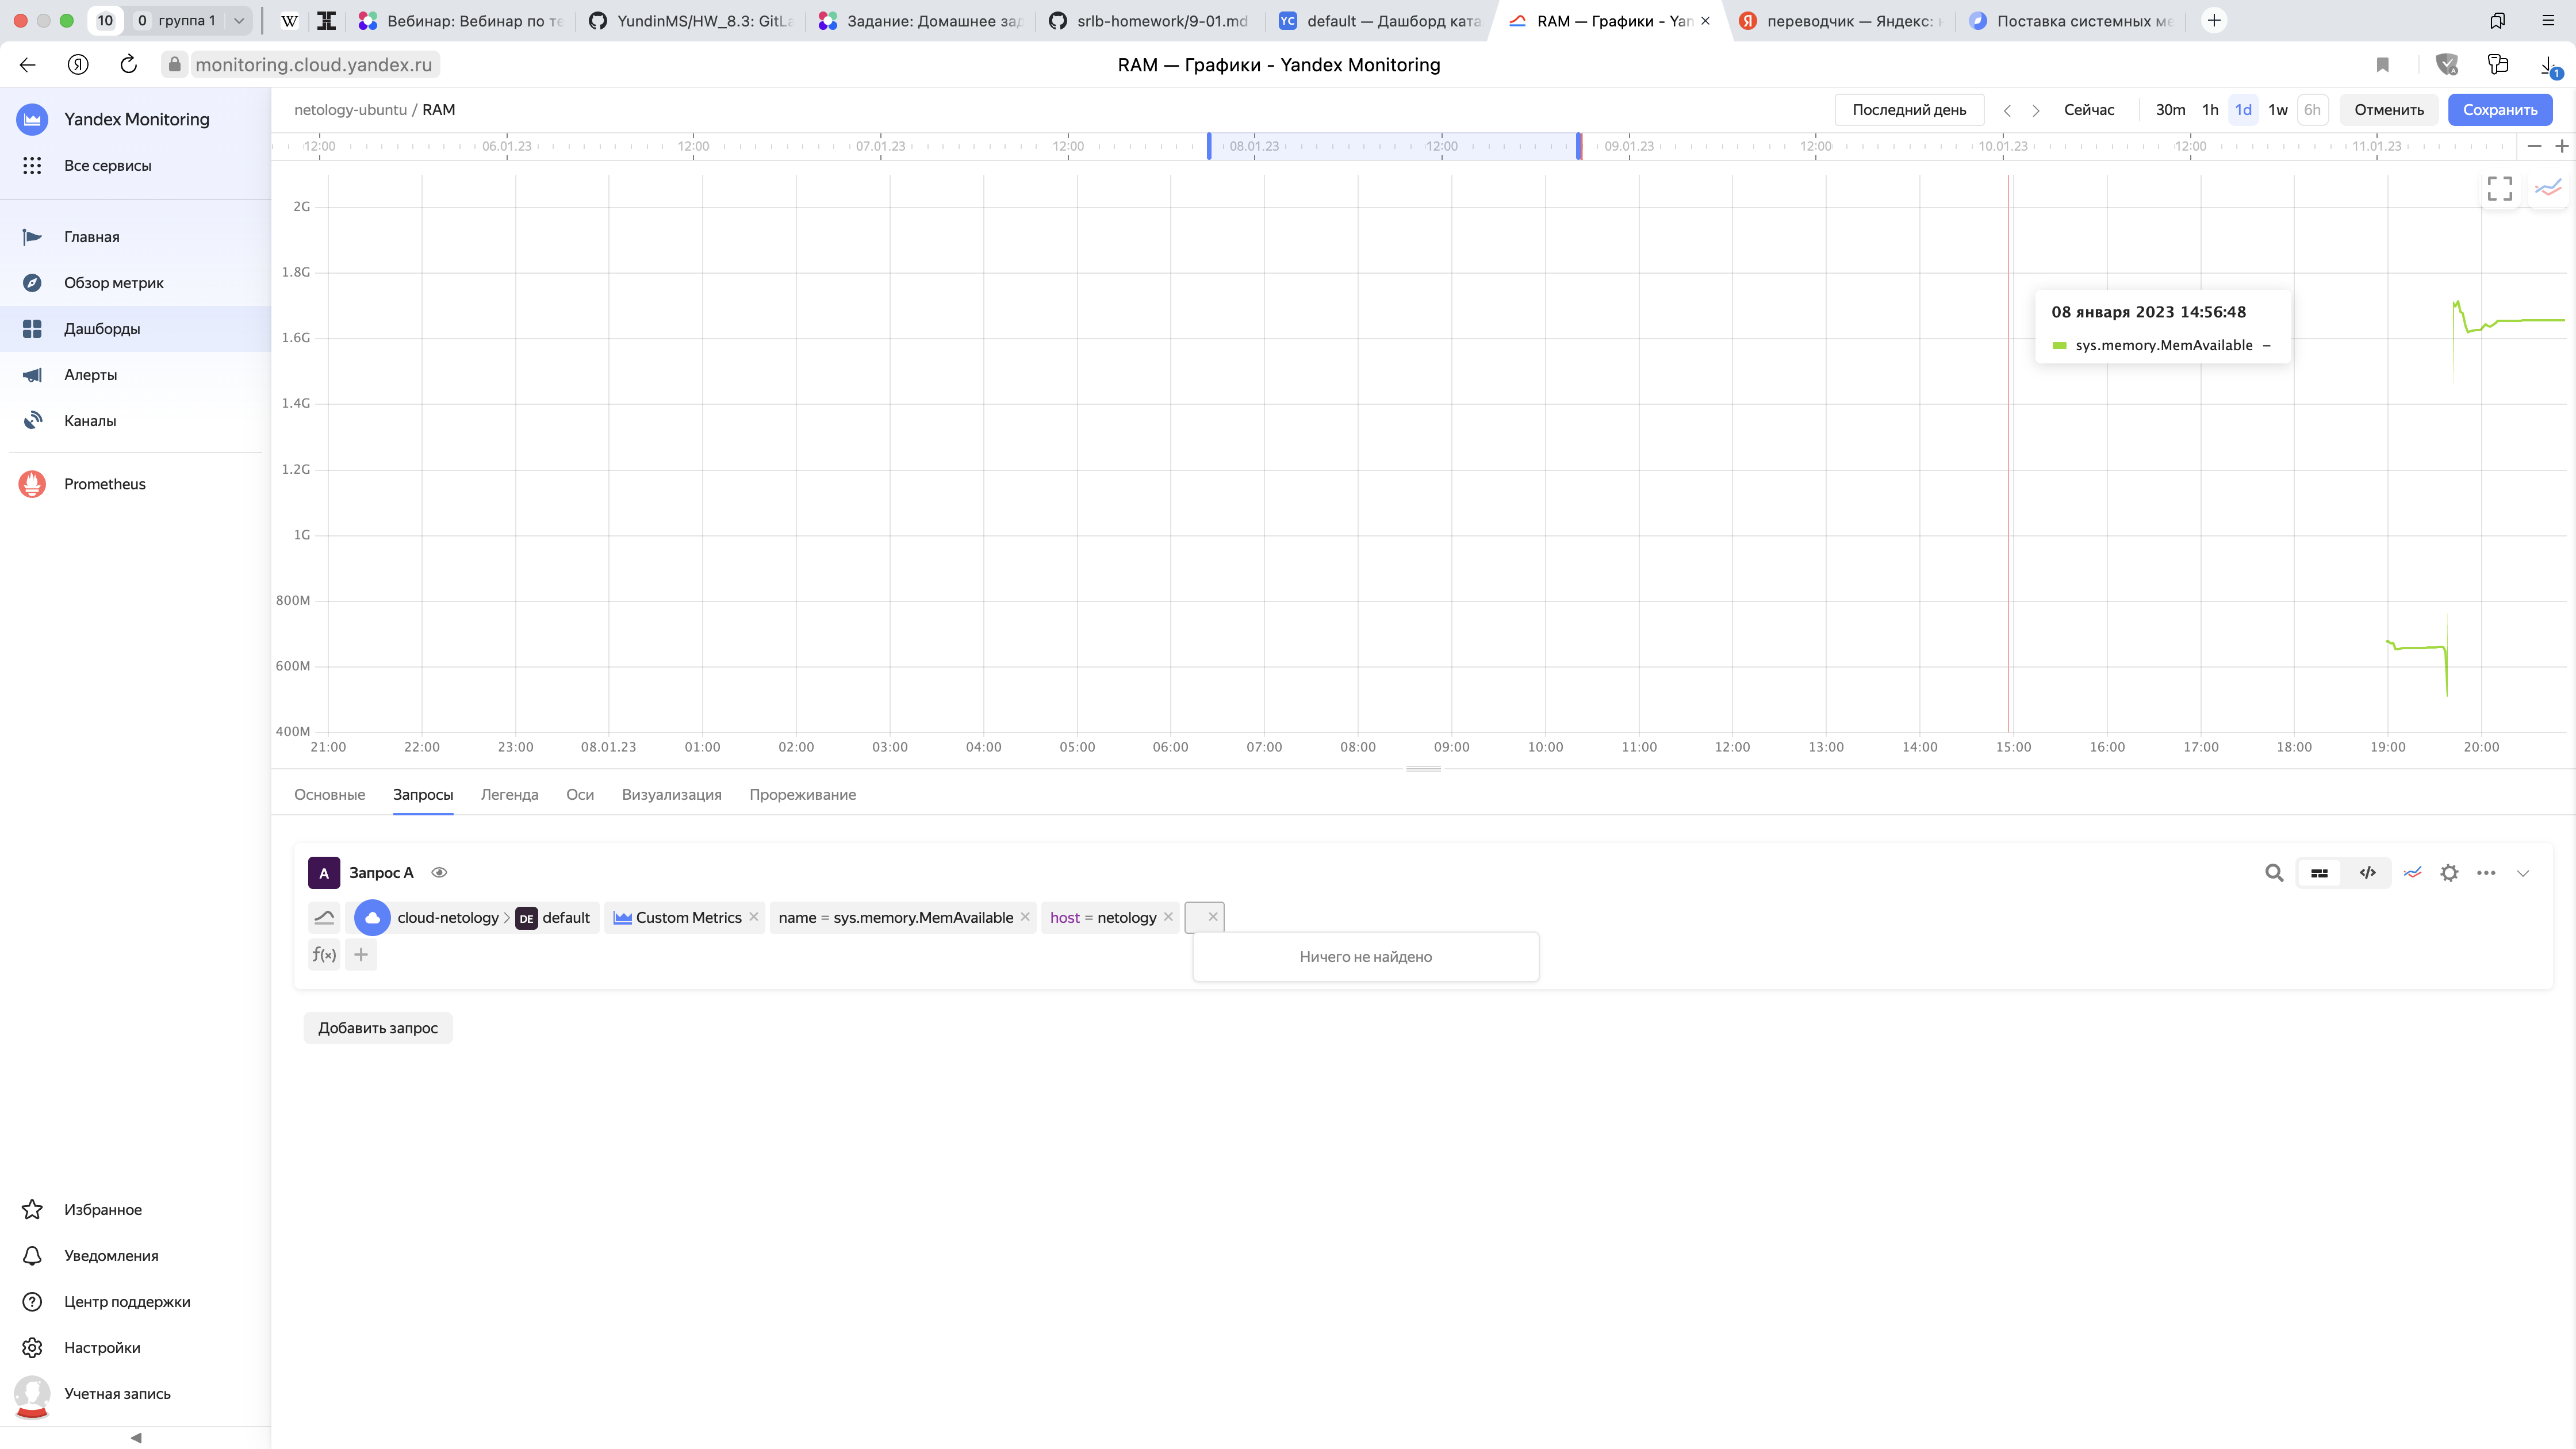 10 0 группа 1 W Вебинар: Вебинар по те YundinMS/HW_8.3: GitLa Задание: Домашнее зад srlb-homework/9-01.md YC default — Дашборд ката RAM — Графики - Yan переводчик — Яндекс: Поставка системных ме
monitoring.cloud.yandex.ru RAM — Графики - Yandex Monitoring 1
Yandex Monitoring
Все сервисы
Главная
Обзор метрик
Дашборды
Алерты
Каналы
Prometheus
Избранное
Уведомления
Центр поддержки
Настройки
Учетная запись
netology-ubuntu / RAM Последний день Сейчас 30m 1h 1d 1w 6h Отменить Сохранить
12:00 06.01.23 12:00 07.01.23 12:00 08.01.23 12:00 09.01.23 12:00 10.01.23 12:00 11.01.23
2G
1.8G
1.6G
1.4G
1.2G
1G
800M
600M
400M
08 января 2023 14:56:48
sys.memory.MemAvailable –
21:00 22:00 23:00 08.01.23 01:00 02:00 03:00 04:00 05:00 06:00 07:00 08:00 09:00 10:00 11:00 12:00 13:00 14:00 15:00 16:00 17:00 18:00 19:00 20:00
Основные Запросы Легенда Оси Визуализация Прореживание
A Запрос A
cloud-netology > DE default Custom Metrics name = sys.memory.MemAvailable host = netology
f(x) +
Ничего не найдено
Добавить запрос